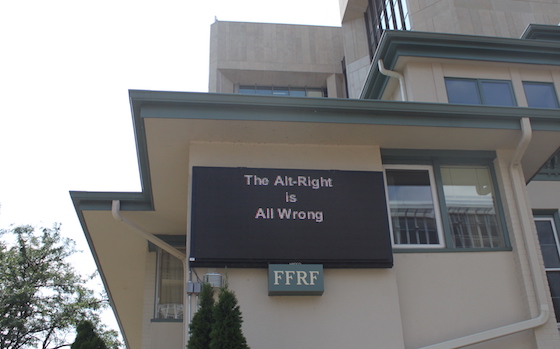 The Alt-Right
is
All Wrong
FFRF